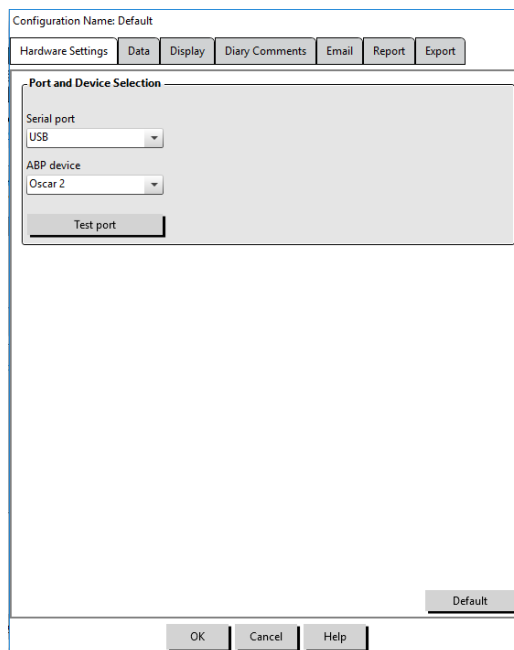 Configuration Name: Default
Hardware Settings Data Display Diary Comments Email Report Export
Port and Device Selection
Serial port
USB
ABP device
Oscar 2
Test port
Default
OK Cancel Help